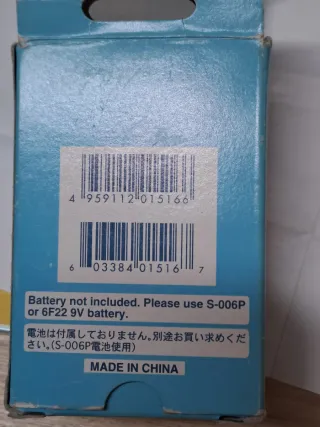 4 959112 015166
6 03384 01516 7
Battery not included. Please use S-006P
or 6F22 9V battery.
電池は付属しておりません。別途お買い求めくだ
さい。(S-006P電池使用)
MADE IN CHINA